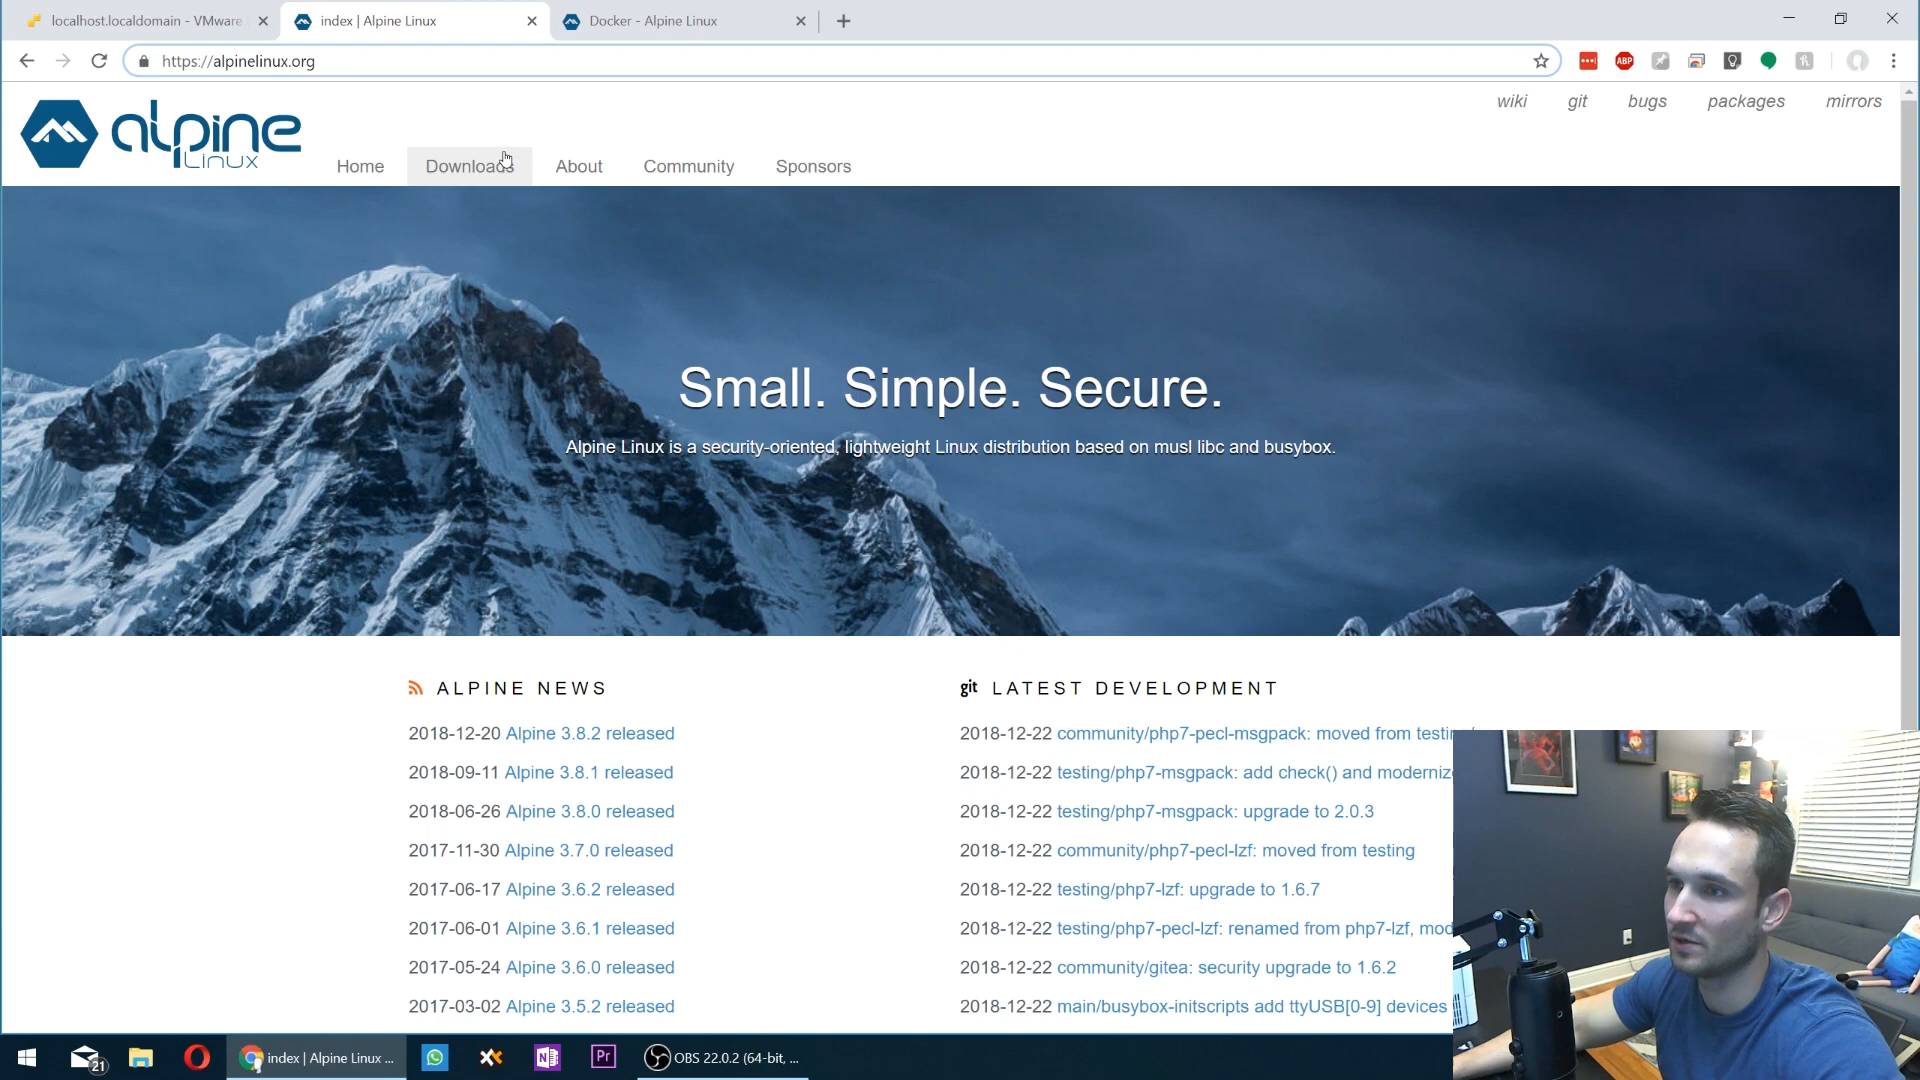 localhost.localdomain - VMware
index | Alpine Linux
Docker - Alpine Linux
https://alpinelinux.org
ABP
wiki git bugs packages mirrors
alpine
Linux
Home Downloads About Community Sponsors
Small. Simple. Secure.
Alpine Linux is a security-oriented, lightweight Linux distribution based on musl libc and busybox.
ALPINE NEWS
2018-12-20 Alpine 3.8.2 released
2018-09-11 Alpine 3.8.1 released
2018-06-26 Alpine 3.8.0 released
2017-11-30 Alpine 3.7.0 released
2017-06-17 Alpine 3.6.2 released
2017-06-01 Alpine 3.6.1 released
2017-05-24 Alpine 3.6.0 released
2017-03-02 Alpine 3.5.2 released
git LATEST DEVELOPMENT
2018-12-22 community/php7-pecl-msgpack: moved from testin
2018-12-22 testing/php7-msgpack: add check() and moderniz
2018-12-22 testing/php7-msgpack: upgrade to 2.0.3
2018-12-22 community/php7-pecl-lzf: moved from testing
2018-12-22 testing/php7-lzf: upgrade to 1.6.7
2018-12-22 testing/php7-pecl-lzf: renamed from php7-lzf, mod
2018-12-22 community/gitea: security upgrade to 1.6.2
2018-12-22 main/busybox-initscripts add ttyUSB[0-9] devices
21
index | Alpine Linux ...
N
Pr
OBS 22.0.2 (64-bit, ...